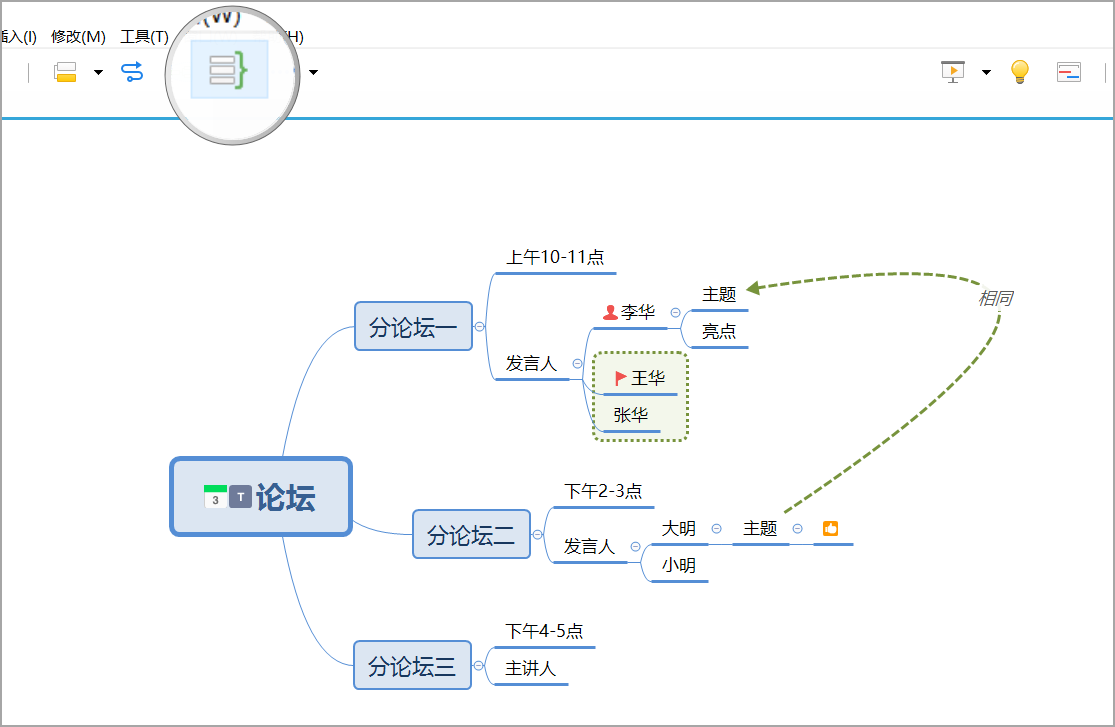 (W)
插入(I) 修改(M) 工具(T) H)
上午10-11点
主题
相同
李华
分论坛一
亮点
发言人
王华
张华
3 T 论坛
下午2-3点
大明 主题
分论坛二
发言人
小明
下午4-5点
分论坛三
主讲人